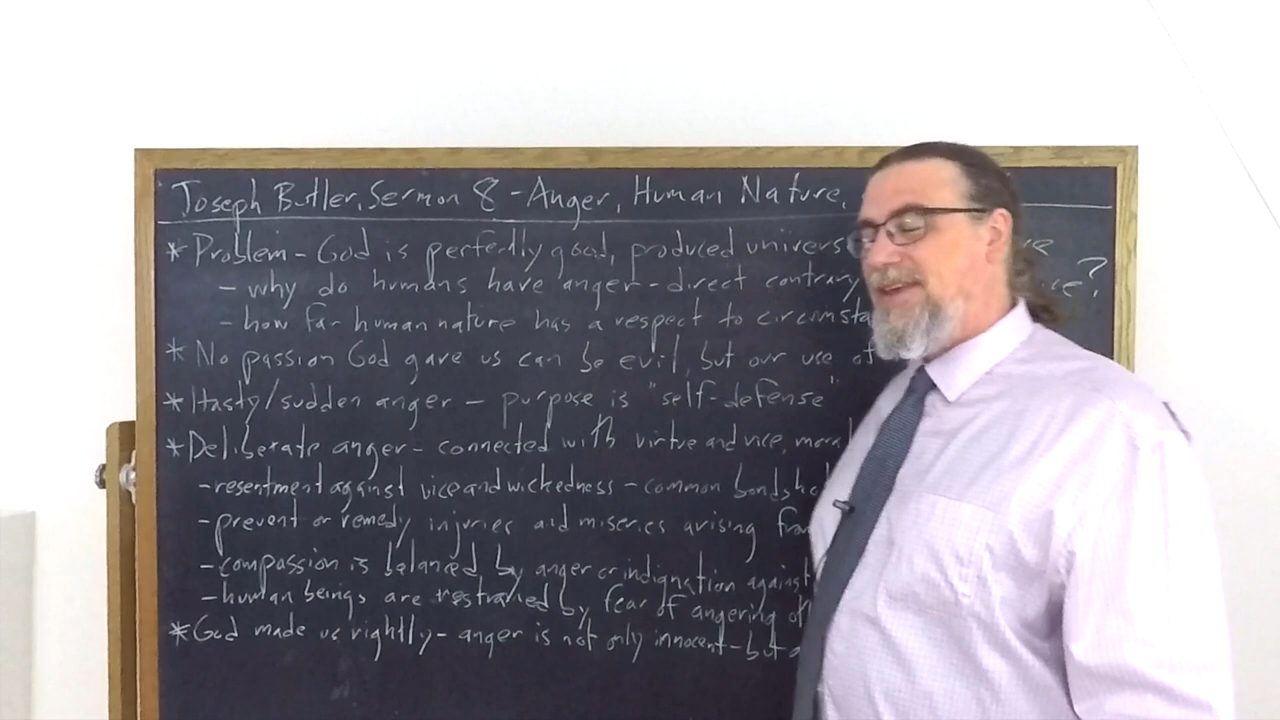 Joseph Butler, Sermon 8 - Anger, Human Nature,
* Problem - God is perfectly good, produced univers
- why do humans have anger - direct contrary ice?
- how far human nature has a respect to circumsta
* No passion God gave us can be evil, but our use of
* Hasty/sudden anger - purpose is "self-defense"
* Deliberate anger - connected with virtue and vice, moral
- resentment against vice and wickedness - common bond
- prevent or remedy injuries and miseries arising from
- compassion is balanced by anger or indignation against
- human beings are restrained by fear of angering ot
* God made us rightly - anger is not only innocent - but a